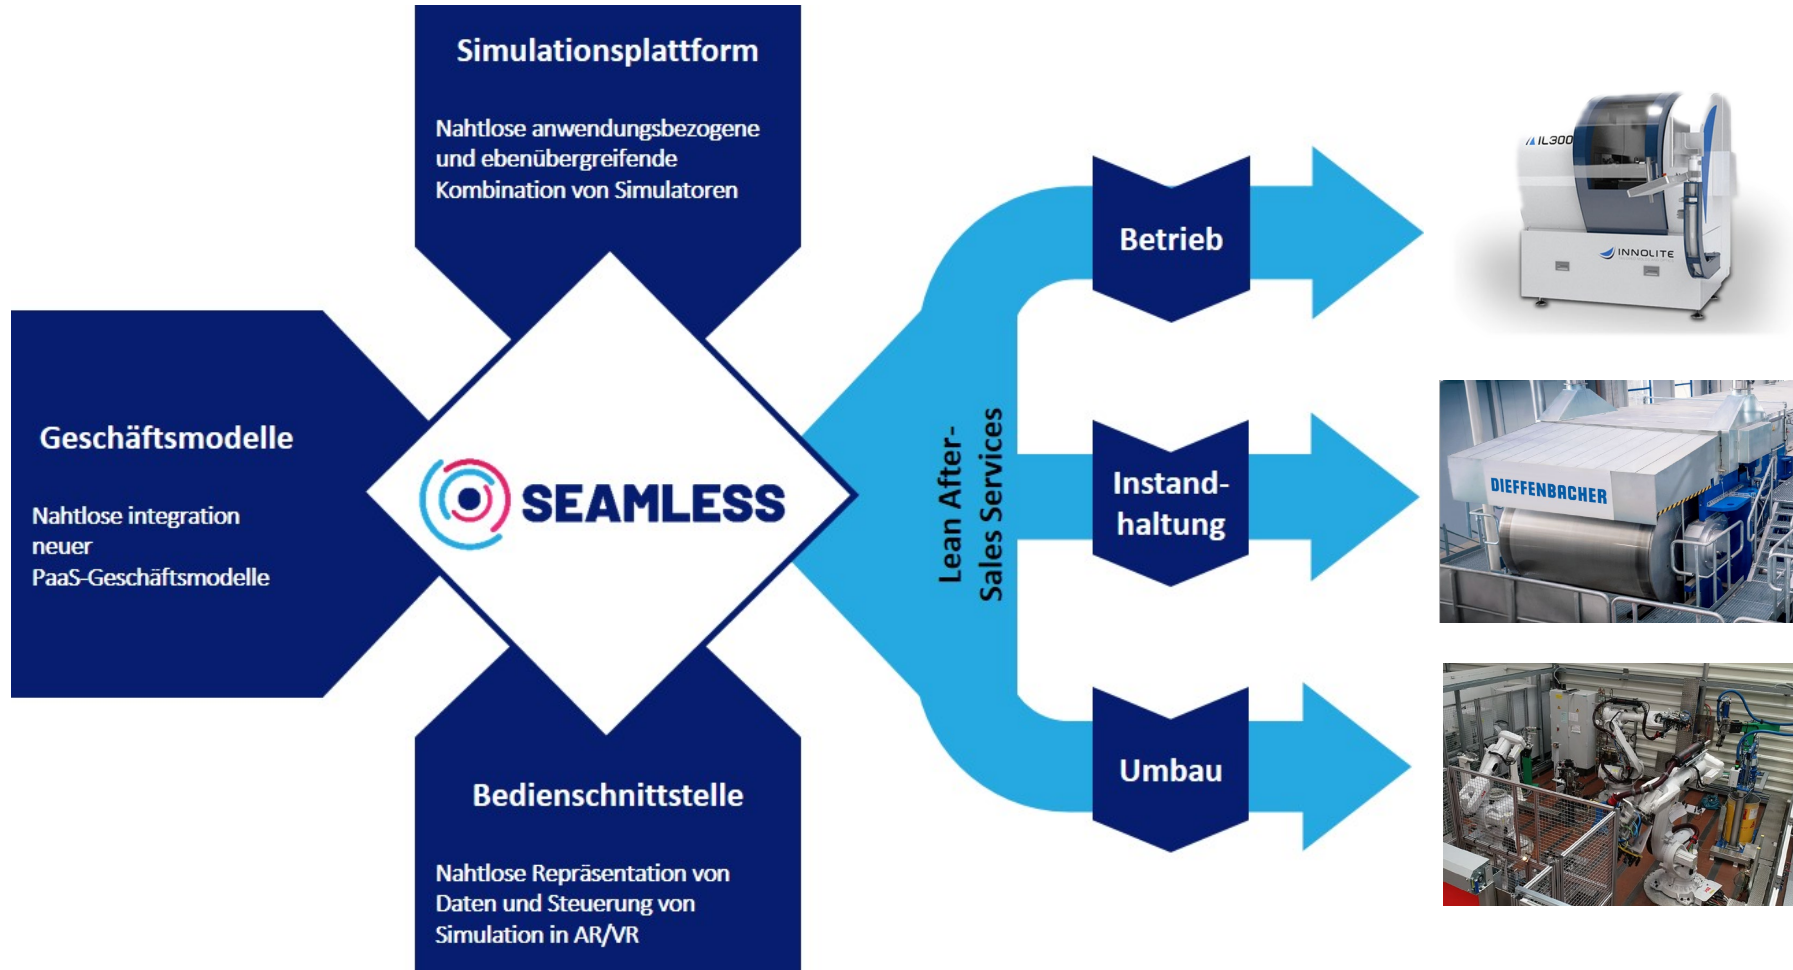 Simulationsplattform
Nahtlose anwendungsbezogene
und ebenübergreifende
Kombination von Simulatoren
Geschäftsmodelle
Nahtlose integration
neuer
PaaS-Geschäftsmodelle
SEAMLESS
Bedienschnittstelle
Nahtlose Repräsentation von
Daten und Steuerung von
Simulation in AR/VR
Lean After-
Sales Services
Betrieb
Instand-
haltung
Umbau
IL300
INNOLITE
DIEFFENBACHER